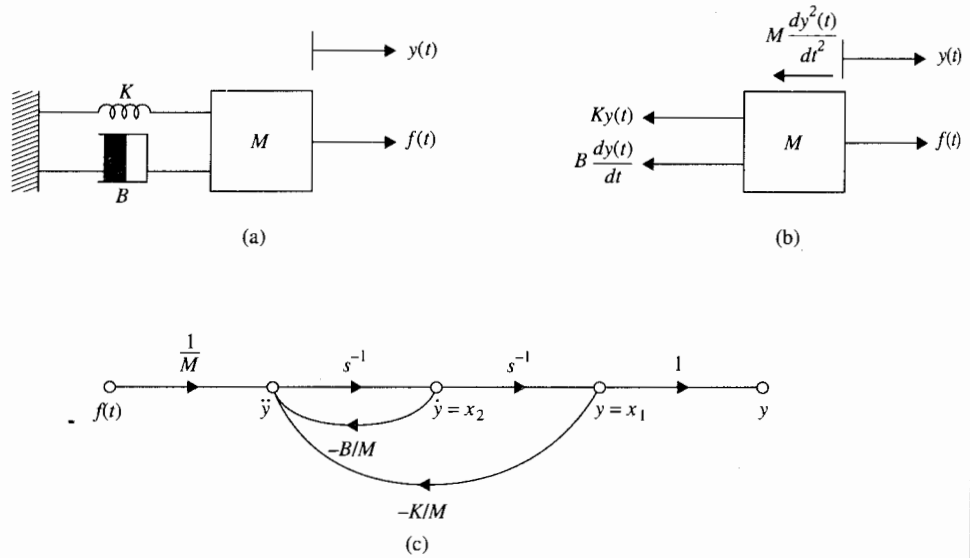 y(t)
K
M
f(t)
B
(a)
M dy²(t)/dt²
y(t)
Ky(t)
B dy(t)/dt
M
f(t)
(b)
1/M
s⁻¹
s⁻¹
1
f(t)
ÿ
ẏ = x₂
y = x₁
y
–B/M
–K/M
(c)